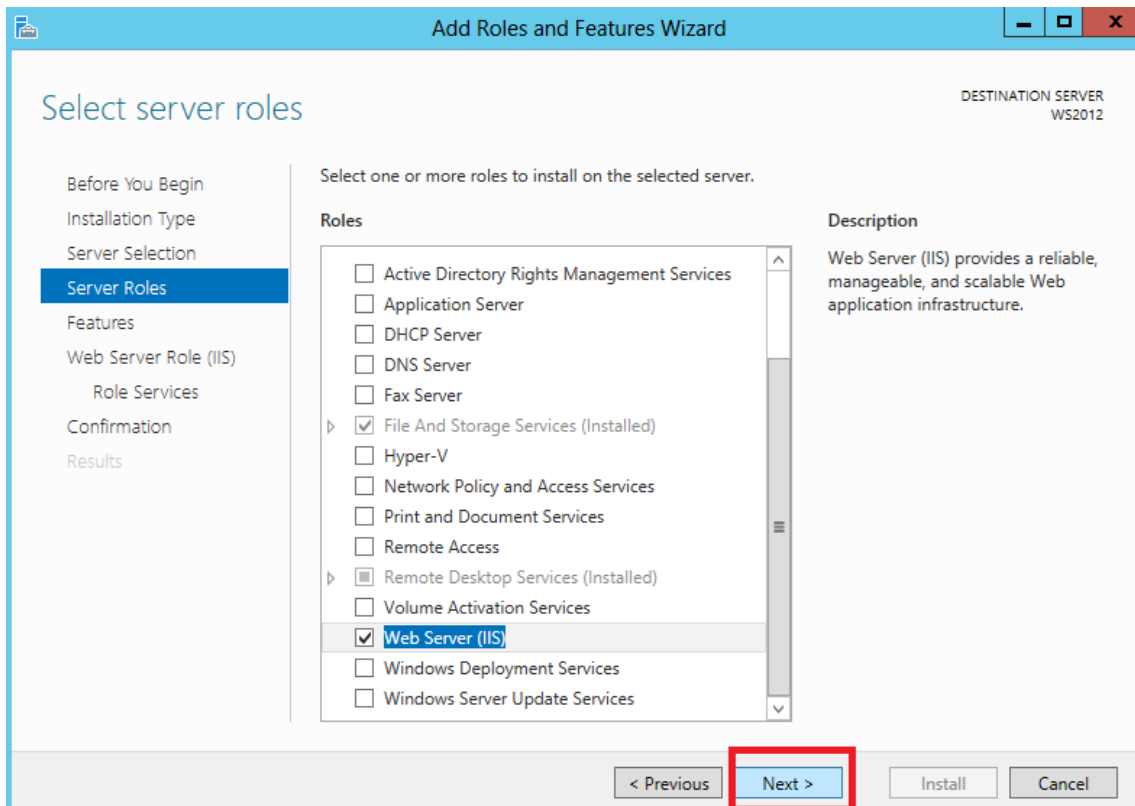 Add Roles and Features Wizard
Select server roles
DESTINATION SERVER
WS2012
Before You Begin
Installation Type
Server Selection
Server Roles
Features
Web Server Role (IIS)
Role Services
Confirmation
Results
Select one or more roles to install on the selected server.
Roles
Active Directory Rights Management Services
Application Server
DHCP Server
DNS Server
Fax Server
File And Storage Services (Installed)
Hyper-V
Network Policy and Access Services
Print and Document Services
Remote Access
Remote Desktop Services (Installed)
Volume Activation Services
Web Server (IIS)
Windows Deployment Services
Windows Server Update Services
Description
Web Server (IIS) provides a reliable,
manageable, and scalable Web
application infrastructure.
< Previous
Next >
Install
Cancel